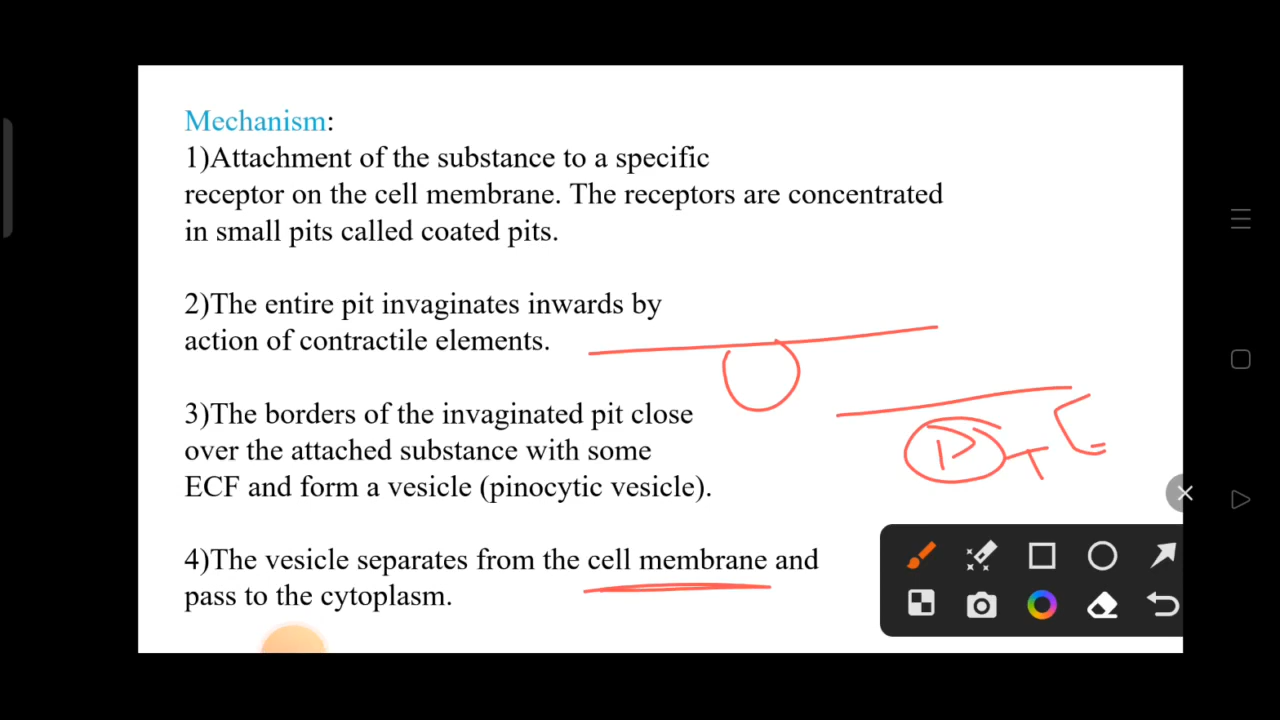 Mechanism:
1)Attachment of the substance to a specific
receptor on the cell membrane. The receptors are concentrated
in small pits called coated pits.
2)The entire pit invaginates inwards by
action of contractile elements.
3)The borders of the invaginated pit close
over the attached substance with some
ECF and form a vesicle (pinocytic vesicle).
4)The vesicle separates from the cell membrane and
pass to the cytoplasm.